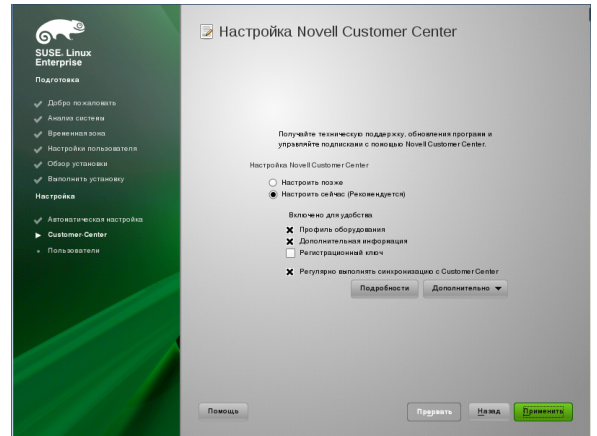 SUSE. Linux
Enterprise
Подготовка
Добро пожаловать
Анализ системы
Временная зона
Настройки пользователя
Обзор установки
Выполнить установку
Настройка
Автоматическая настройка
Customer Center
Пользователи
Настройка Novell Customer Center
Получайте техническую поддержку, обновления программ и
управляйте подписками с помощью Novell Customer Center.
Настройка Novell Customer Center
Настроить позже
Настроить сейчас (Рекомендуется)
Включено для удобства
Профиль оборудования
Дополнительная информация
Регистрационный ключ
Регулярно выполнять синхронизацию с Customer Center
Подробности
Дополнительно
Помощь
Прервать
Назад
Применить